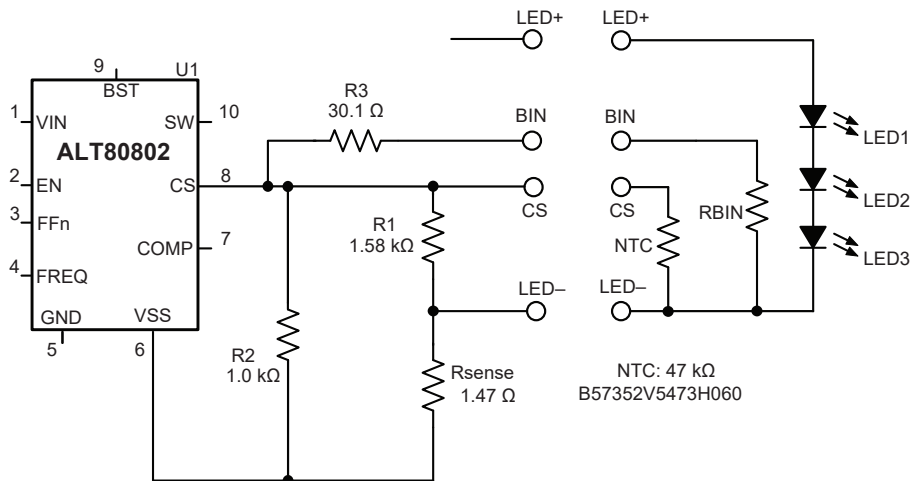 LED+
LED+
9
U1
BST
R3
30.1 Ω
1
VIN
SW
10
BIN
BIN
ALT80802
LED1
2
EN
CS
8
CS
CS
RBIN
LED2
3
FFn
R1
1.58 kΩ
NTC
COMP
7
LED3
4
FREQ
LED–
LED–
GND
VSS
5
6
R2
1.0 kΩ
Rsense
1.47 Ω
NTC: 47 kΩ
B57352V5473H060